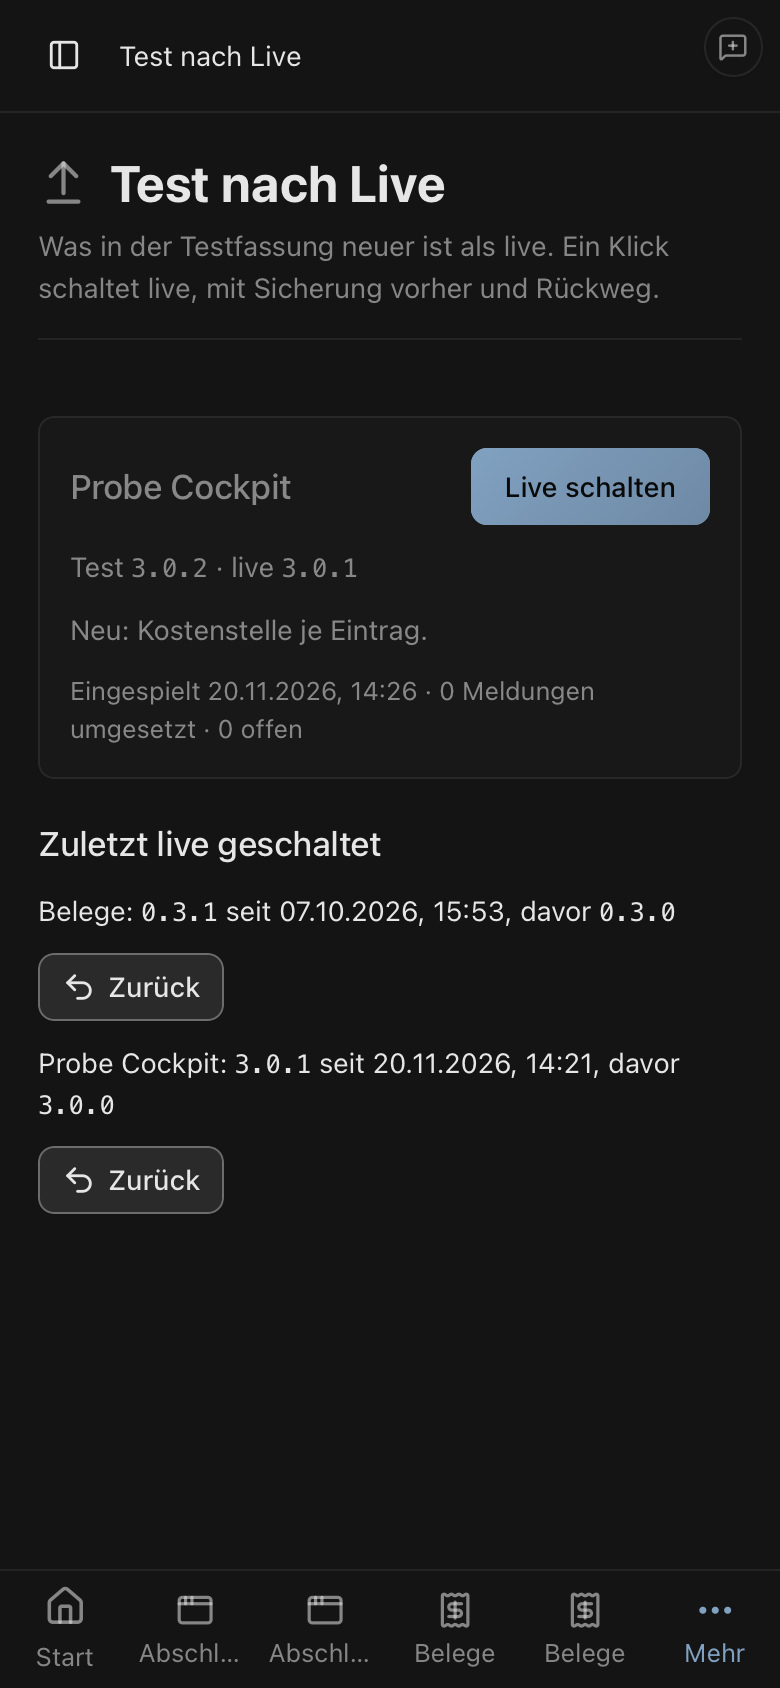 Test nach Live
Test nach Live
Was in der Testfassung neuer ist als live. Ein Klick
schaltet live, mit Sicherung vorher und Rückweg.
Probe Cockpit
Live schalten
Test 3.0.2 · live 3.0.1
Neu: Kostenstelle je Eintrag.
Eingespielt 20.11.2026, 14:26 · 0 Meldungen
umgesetzt · 0 offen
Zuletzt live geschaltet
Belege: 0.3.1 seit 07.10.2026, 15:53, davor 0.3.0
Zurück
Probe Cockpit: 3.0.1 seit 20.11.2026, 14:21, davor
3.0.0
Zurück
Start
Abschl...
Abschl...
Belege
Belege
Mehr